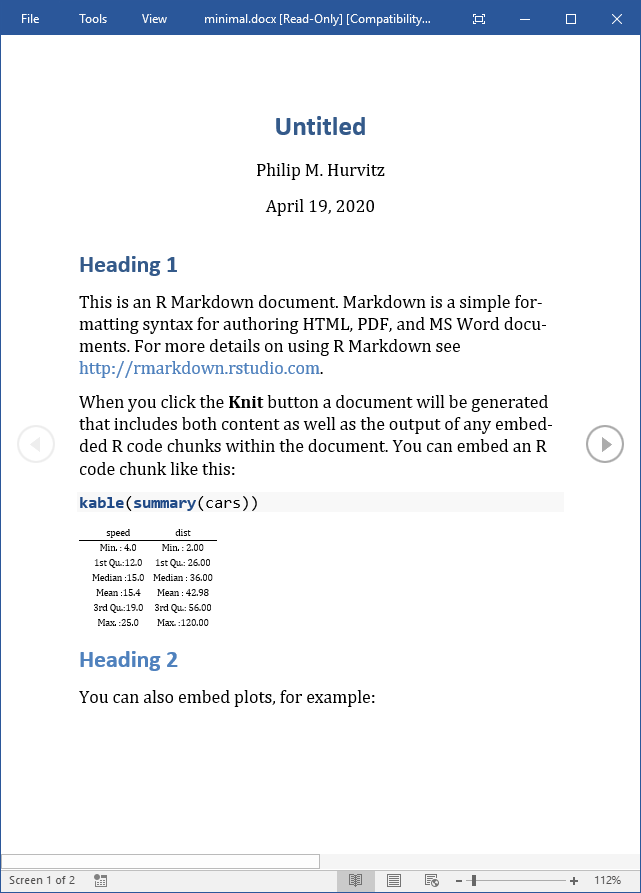 File Tools View minimal.docx [Read-Only] [Compatibility...
Untitled
Philip M. Hurvitz
April 19, 2020
Heading 1
This is an R Markdown document. Markdown is a simple for-
matting syntax for authoring HTML, PDF, and MS Word docu-
ments. For more details on using R Markdown see
http://rmarkdown.rstudio.com.
When you click the Knit button a document will be generated
that includes both content as well as the output of any embed-
ded R code chunks within the document. You can embed an R
code chunk like this:
kable(summary(cars))
speed dist
Min. : 4.0 Min. : 2.00
1st Qu.:12.0 1st Qu.: 26.00
Median :15.0 Median : 36.00
Mean :15.4 Mean : 42.98
3rd Qu.:19.0 3rd Qu.: 56.00
Max. :25.0 Max. :120.00
Heading 2
You can also embed plots, for example:
Screen 1 of 2 112%